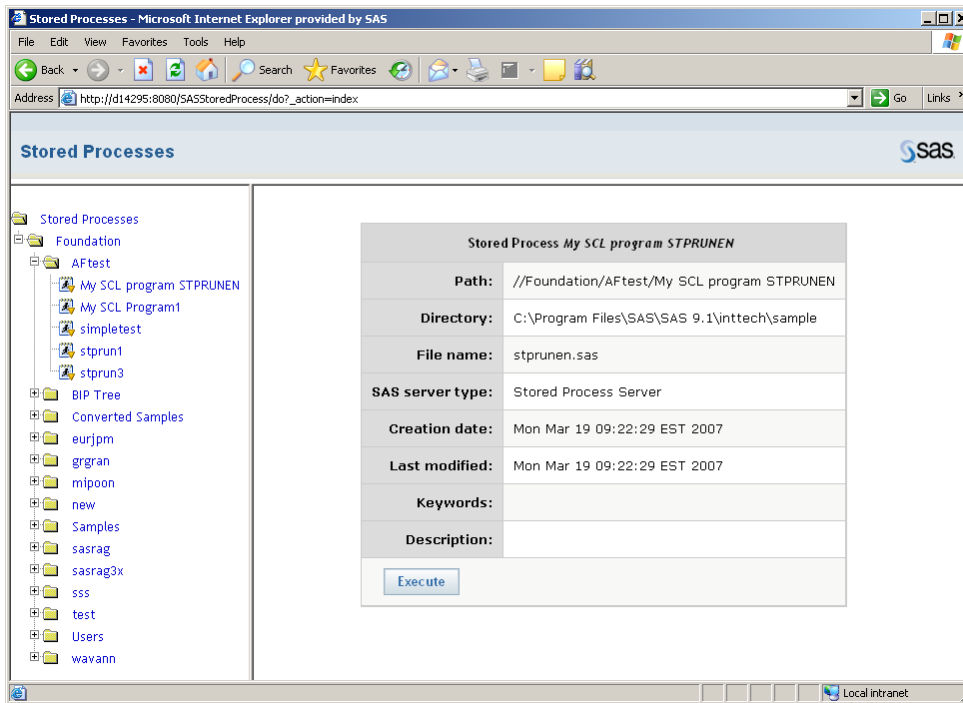 Stored Processes - Microsoft Internet Explorer provided by SAS
File Edit View Favorites Tools Help
Back Search Favorites
Address http://d14295:8080/SASStoredProcess/do?_action=index Go Links
Stored Processes
sas
Stored Processes
Foundation
AFtest
My SCL program STPRUNEN
My SCL Program1
simpletest
stprun1
stprun3
BIP Tree
Converted Samples
eurjpm
grgran
mipoon
new
Samples
sasrag
sasrag3x
sss
test
Users
wavann
Stored Process My SCL program STPRUNEN
Path: //Foundation/AFtest/My SCL program STPRUNEN
Directory: C:\Program Files\SAS\SAS 9.1\inttech\sample
File name: stprunen.sas
SAS server type: Stored Process Server
Creation date: Mon Mar 19 09:22:29 EST 2007
Last modified: Mon Mar 19 09:22:29 EST 2007
Keywords:
Description:
Execute
Local intranet